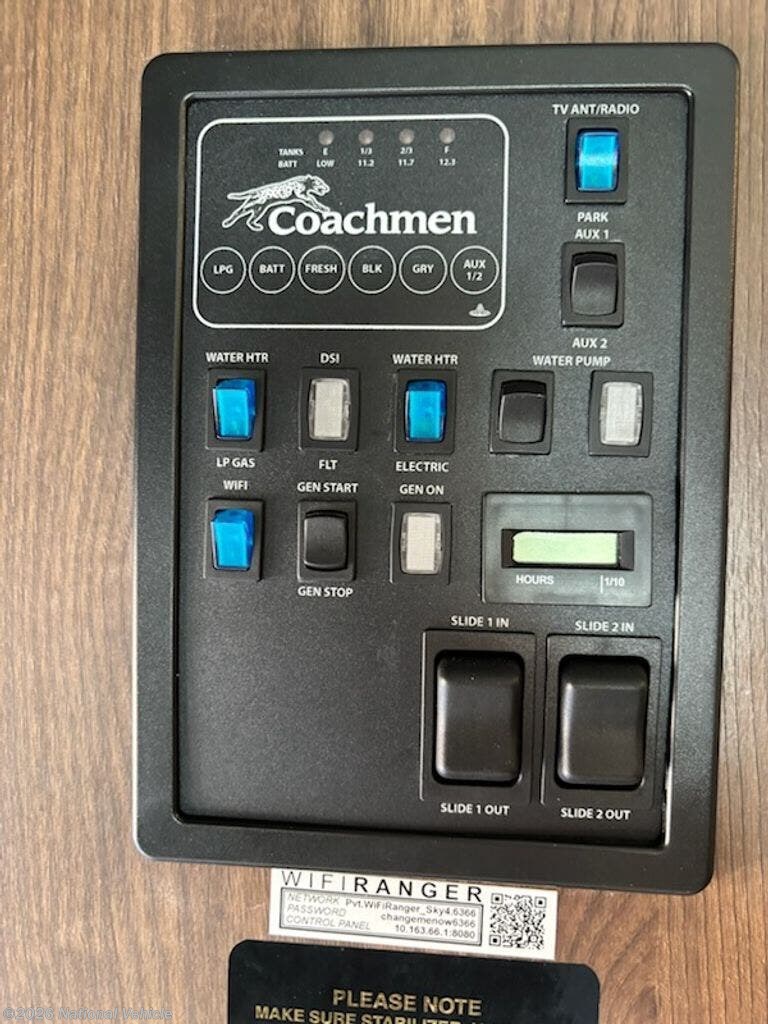 TV ANT/RADIO
TANKS E 1/3 2/3 F
BATT LOW 11.2 11.7 12.3
Coachmen
PARK
AUX 1
LPG BATT FRESH BLK GRY AUX 1/2
AUX 2
WATER HTR DSI WATER HTR WATER PUMP
LP GAS FLT ELECTRIC
WIFI GEN START GEN ON
HOURS 1/10
GEN STOP
SLIDE 1 IN SLIDE 2 IN
SLIDE 1 OUT SLIDE 2 OUT
WIFIRANGER
NETWORK Pvt.WiFiRanger_Sky4.6366
PASSWORD changemenow6366
CONTROL PANEL 10.163.66.1:8080
PLEASE NOTE
MAKE SURE
©2025 National Vehicle